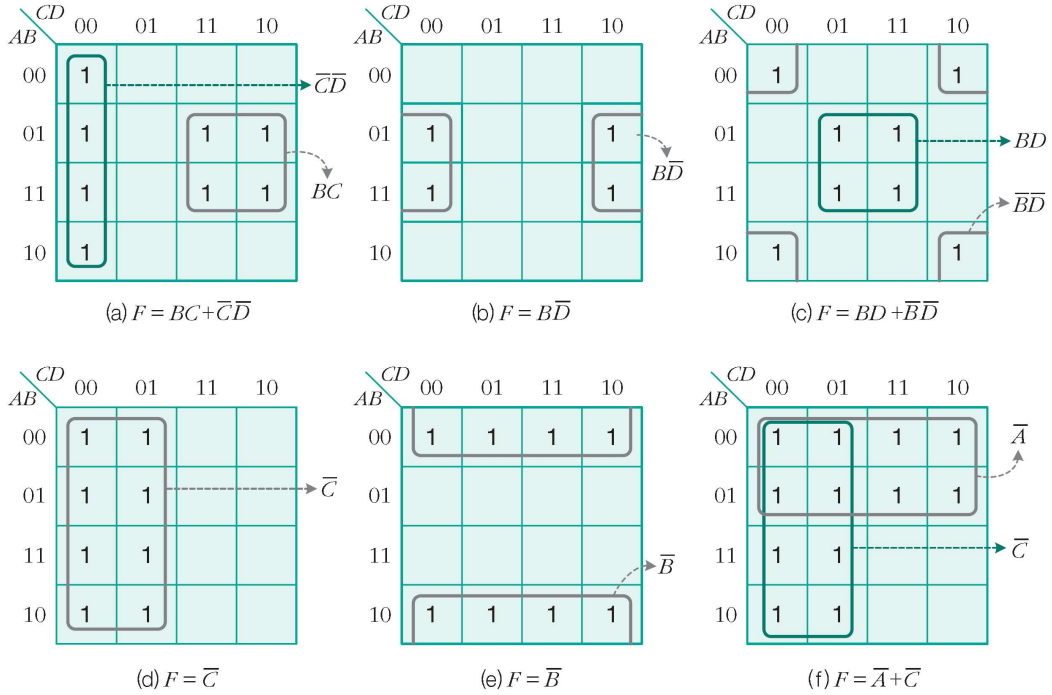 CD 00 01 11 10
AB
00 1
01 1 1 1
11 1 1 1
10 1
C̅D̅
BC
(a) F = BC + C̅D̅
CD 00 01 11 10
AB
00
01 1 1
11 1 1
10
BD̅
(b) F = BD̅
CD 00 01 11 10
AB
00 1 1
01 1 1
11 1 1
10 1 1
BD
B̅D̅
(c) F = BD + B̅D̅
CD 00 01 11 10
AB
00 1 1
01 1 1
11 1 1
10 1 1
C̅
(d) F = C̅
CD 00 01 11 10
AB
00 1 1 1 1
01
11
10 1 1 1 1
B̅
(e) F = B̅
CD 00 01 11 10
AB
00 1 1 1 1
01 1 1 1 1
11 1 1
10 1 1
A̅
C̅
(f) F = A̅ + C̅